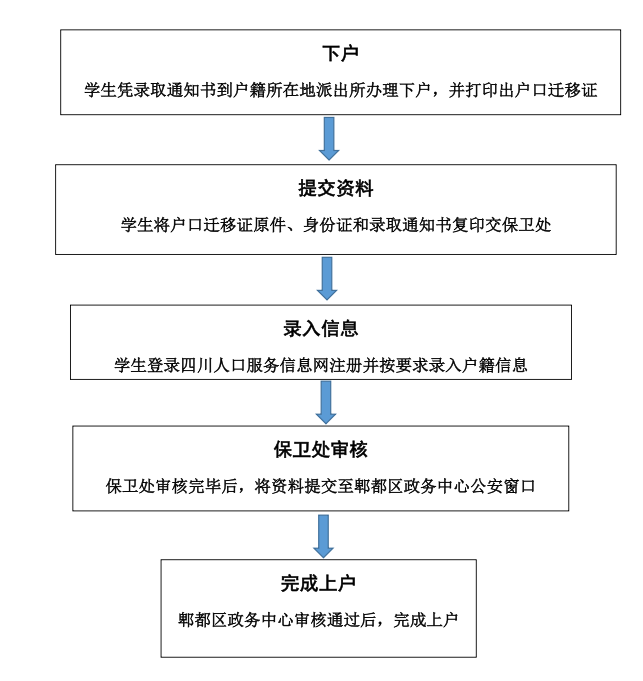 下户
学生凭录取通知书到户籍所在地派出所办理下户，并打印出户口迁移证
提交资料
学生将户口迁移证原件、身份证和录取通知书复印交保卫处
录入信息
学生登录四川人口服务信息网注册并按要求录入户籍信息
保卫处审核
保卫处审核完毕后，将资料提交至郫都区政务中心公安窗口
完成上户
郫都区政务中心审核通过后，完成上户